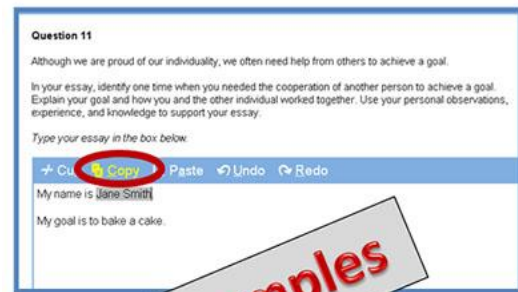 Question 11
Although we are proud of our individuality, we often need help from others to achieve a goal.
In your essay, identify one time when you needed the cooperation of another person to achieve a goal.
Explain your goal and how you and the other individual worked together. Use your personal observations,
experience, and knowledge to support your essay.
Type your essay in the box below.
Cu Copy Paste Undo Redo
My name is Jane Smith
My goal is to bake a cake.